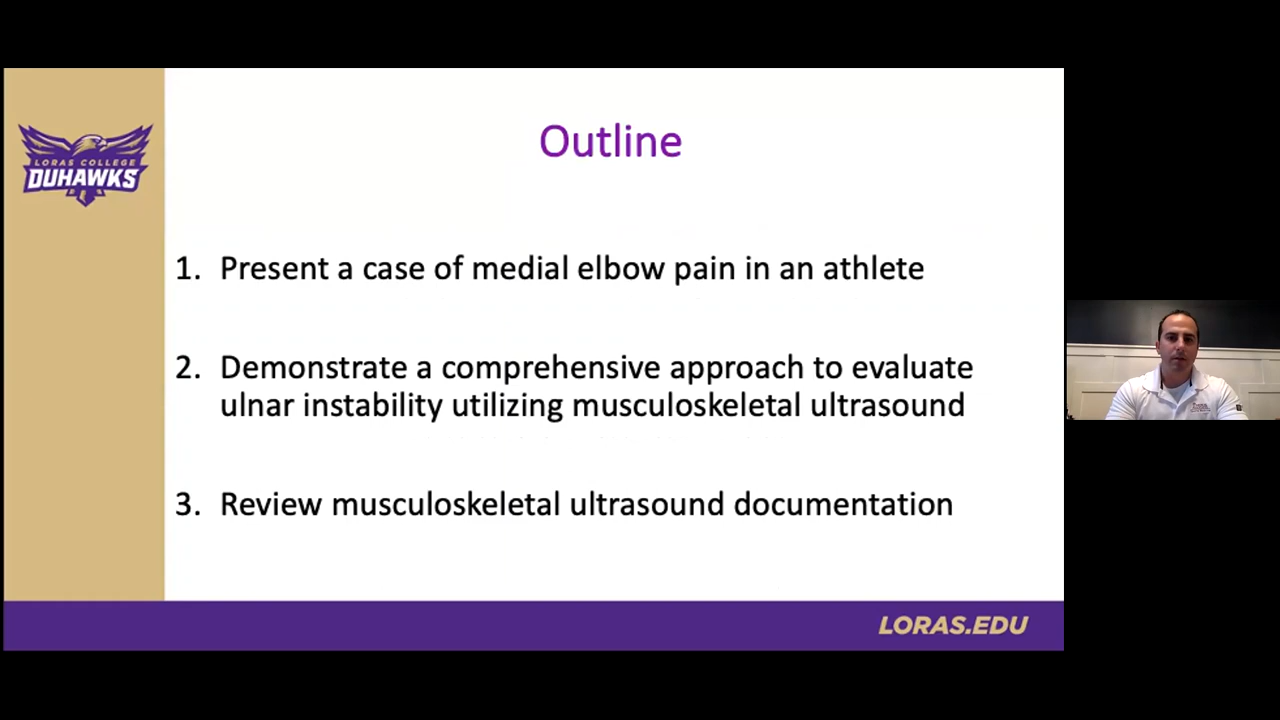 LORAS COLLEGE
DUHAWKS
Outline
1. Present a case of medial elbow pain in an athlete
2. Demonstrate a comprehensive approach to evaluate
ulnar instability utilizing musculoskeletal ultrasound
3. Review musculoskeletal ultrasound documentation
LORAS.EDU